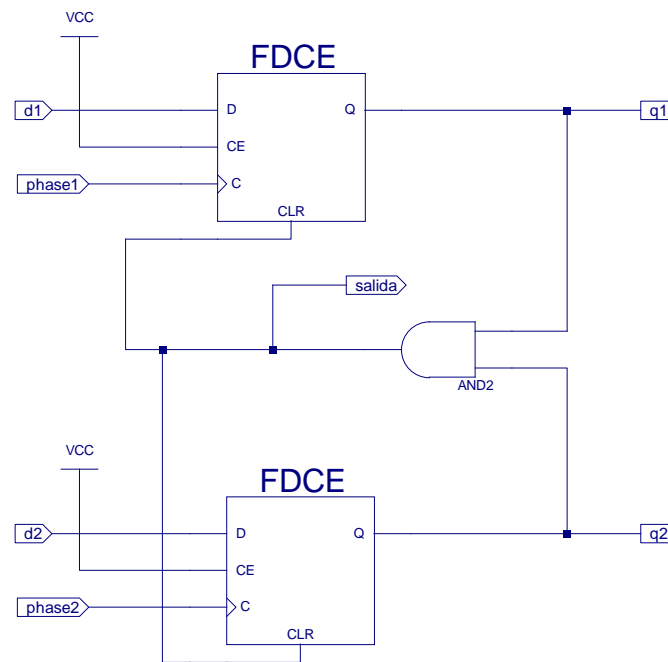 VCC
FDCE
d1
D
Q
q1
CE
phase1
C
CLR
salida
AND2
VCC
FDCE
d2
D
Q
q2
CE
phase2
C
CLR